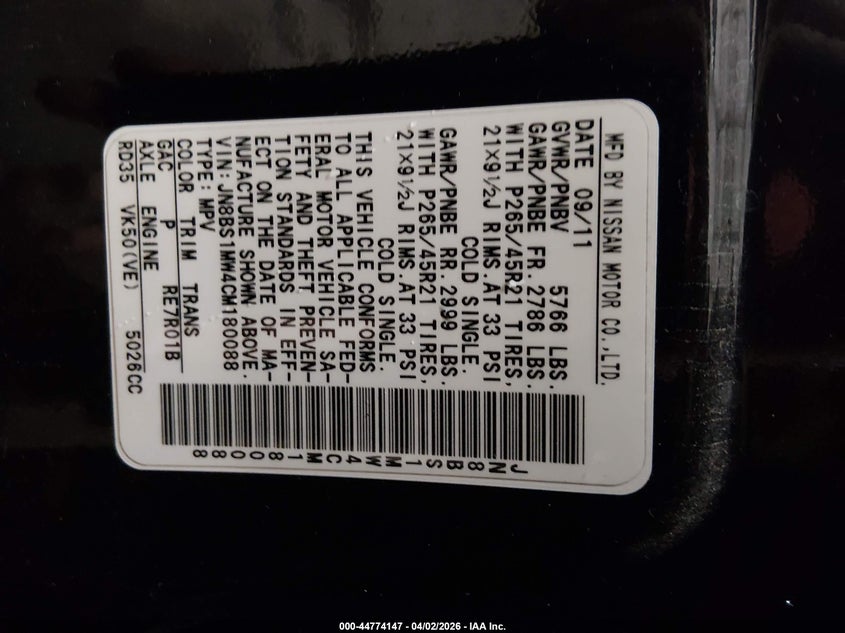 MFD BY NISSAN MOTOR CO.,LTD.
DATE 09/11
GVWR/PNBV 5766 LBS.
GAWR/PNBE FR. 2786 LBS.
WITH P265/45R21 TIRES,
21X9½J RIMS.AT 33 PSI
COLD SINGLE.
GAWR/PNBE RR. 2999 LBS.
WITH P265/45R21 TIRES,
21X9½J RIMS.AT 33 PSI
COLD SINGLE.
THIS VEHICLE CONFORMS
TO ALL APPLICABLE FED-
ERAL MOTOR VEHICLE SA-
FETY AND THEFT PREVEN-
TION STANDARDS IN EFF-
ECT ON THE DATE OF MA-
NUFACTURE SHOWN ABOVE.
VIN:JN8BS1MW4CM180088
TYPE:MPV
COLOR TRIM TRANS
GAC P RE7R01B
AXLE ENGINE
RD35 VK50(VE) 5026CC
JN8BS1MW4CM180088
000-44774147 - 04/02/2026 - IAA Inc.